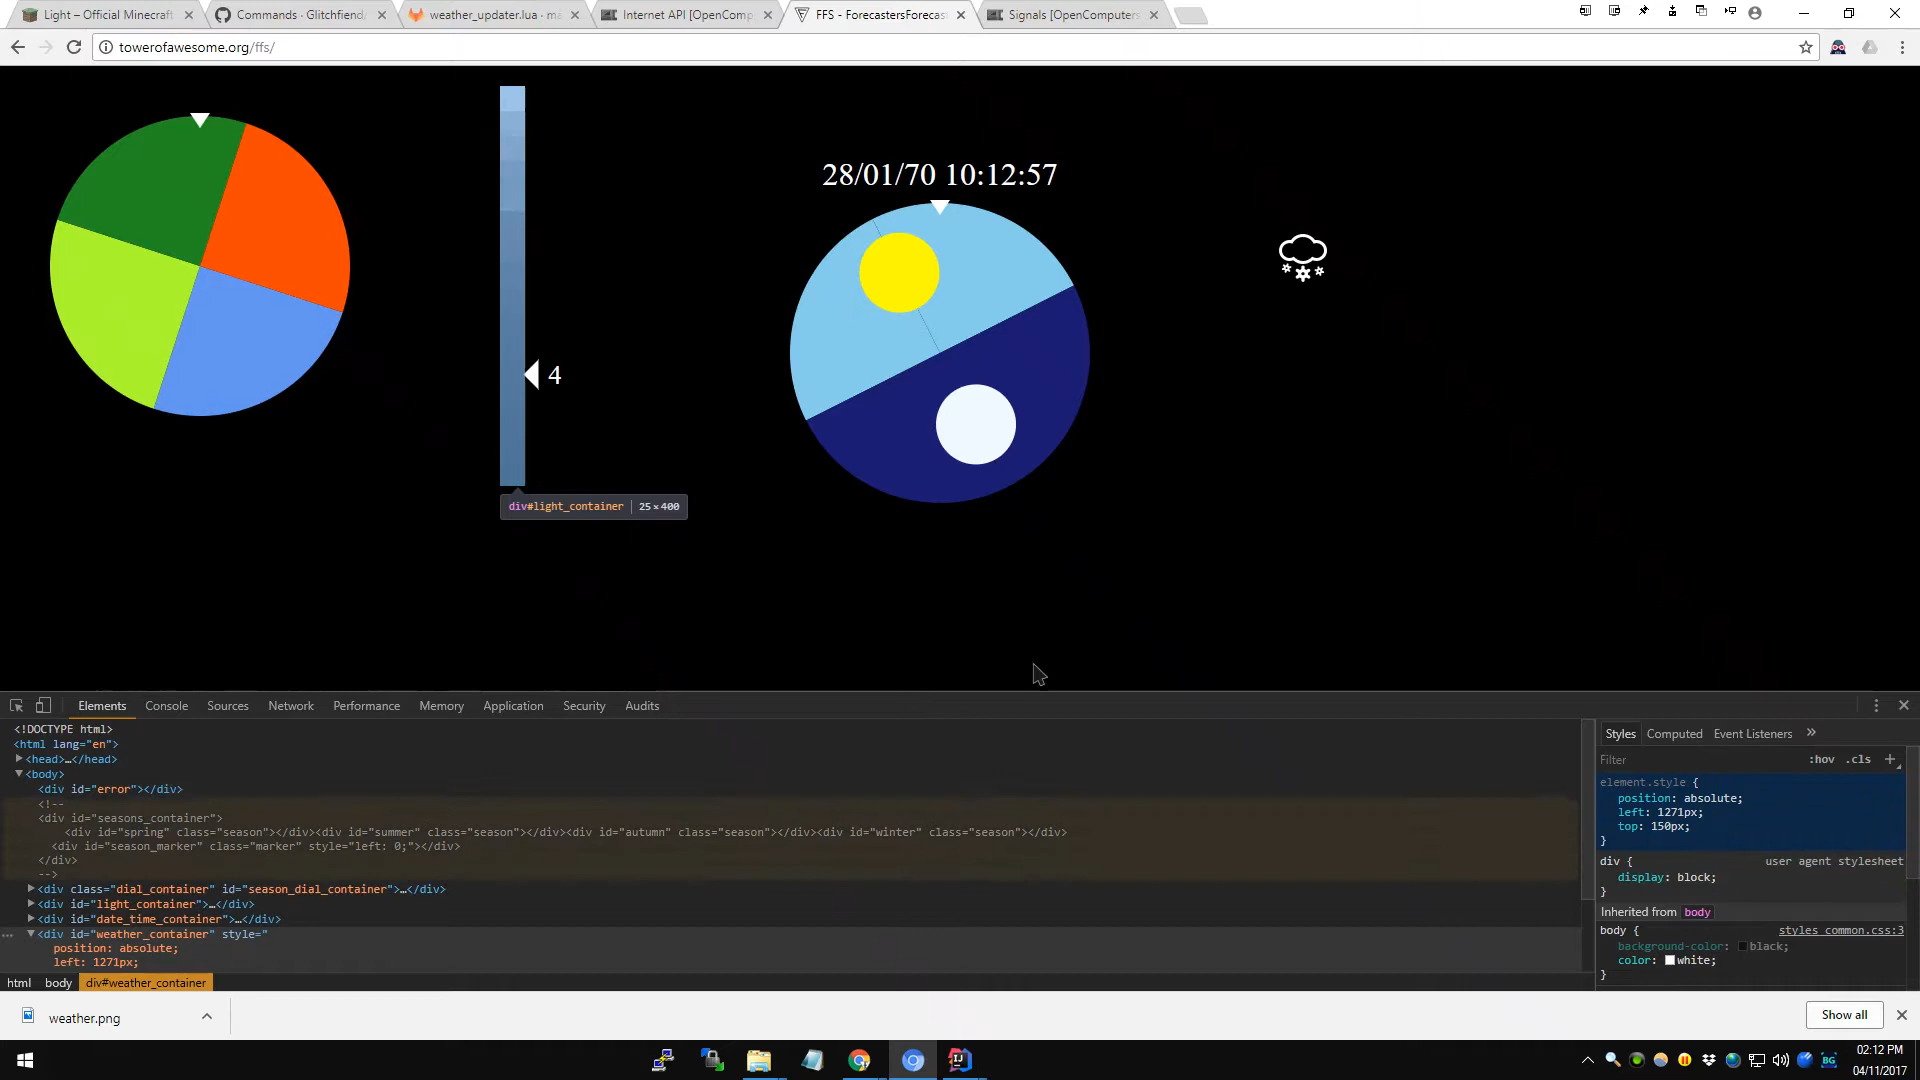 Light – Official Minecraft
Commands · Glitchfiend/
weather_updater.lua · ma
Internet API [OpenComp
FFS - ForecastersForecas
Signals [OpenComputers
towerofawesome.org/ffs/
28/01/70 10:12:57
4
div#light_container | 25×400
Elements Console Sources Network Performance Memory Application Security Audits
<!DOCTYPE html>
<html lang="en">
<head>…</head>
<body>
<div id="error"></div>
<!--
<div id="seasons_container">
<div id="spring" class="season"></div><div id="summer" class="season"></div><div id="autumn" class="season"></div><div id="winter" class="season"></div>
<div id="season_marker" class="marker" style="left: 0;"></div>
</div>
-->
<div class="dial_container" id="season_dial_container">…</div>
<div id="light_container">…</div>
<div id="date_time_container">…</div>
<div id="weather_container" style="
position: absolute;
left: 1271px;
html body div#weather_container
Styles Computed Event Listeners »
Filter :hov .cls +
element.style {
position: absolute;
left: 1271px;
top: 150px;
}
div { user agent stylesheet
display: block;
}
Inherited from body
body { styles_common.css:3
background-color: black;
color: white;
}
weather.png
Show all
BG
02:12 PM
04/11/2017